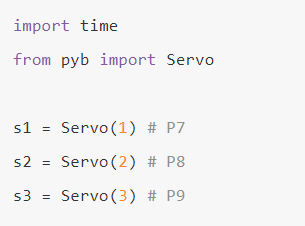 import time
from pyb import Servo
s1 = Servo(1) # P7
s2 = Servo(2) # P8
s3 = Servo(3) # P9